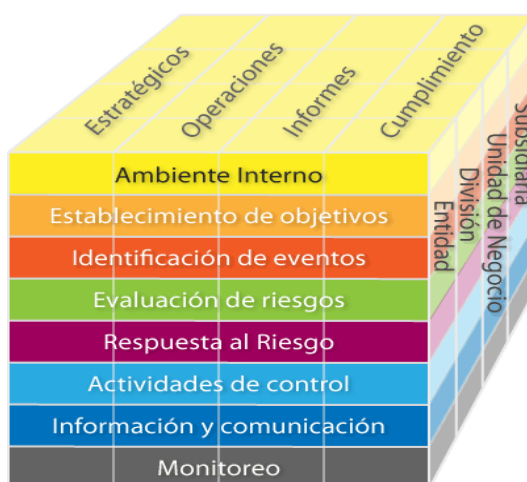 Estratégicos
Operaciones
Informes
Cumplimiento
Ambiente Interno
Establecimiento de objetivos
Identificación de eventos
Evaluación de riesgos
Respuesta al Riesgo
Actividades de control
Información y comunicación
Monitoreo
Entidad
División
Unidad de Negocio
Subsidiaria